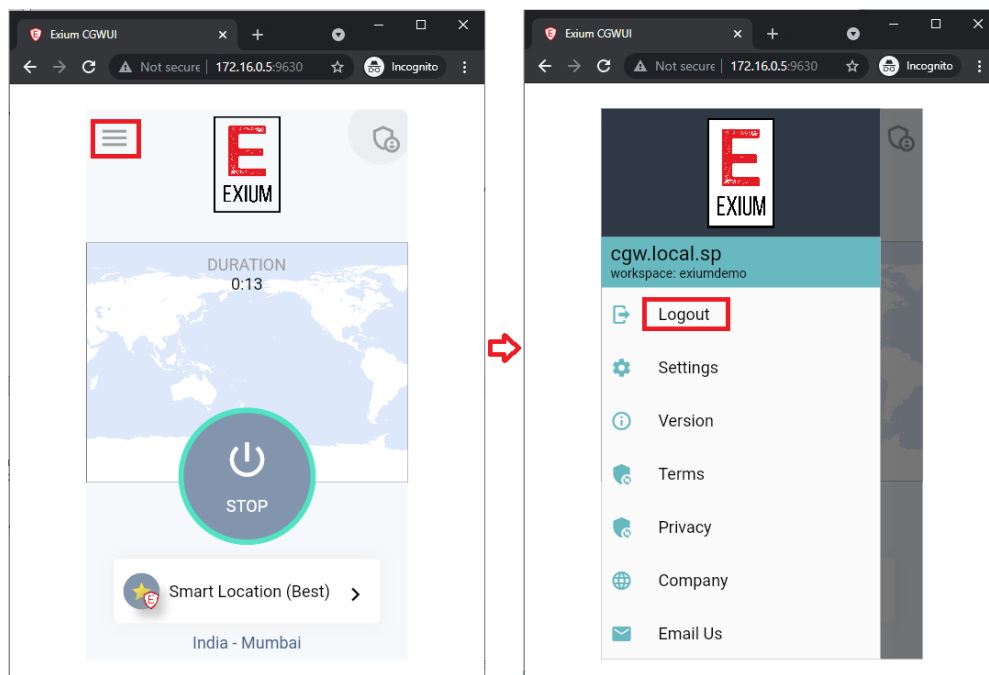 Exium CGWUI
Not secure | 172.16.0.5:9630
Incognito
E
EXIUM
DURATION
0:13
STOP
E
Smart Location (Best)
India - Mumbai
Exium CGWUI
Not secure | 172.16.0.5:9630
Incognito
E
EXIUM
cgw.local.sp
workspace: exiumdemo
Logout
Settings
Version
Terms
Privacy
Company
Email Us